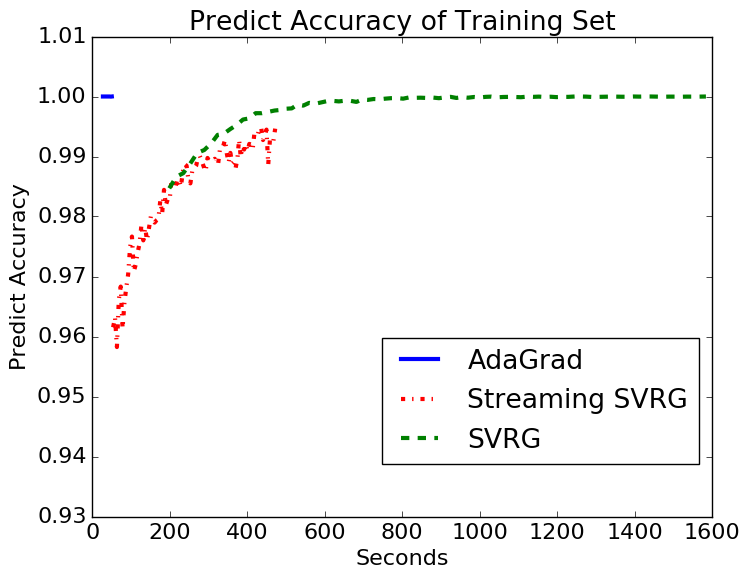 Predict Accuracy of Training Set
1.01
1.00
0.99
0.98
0.97
0.96
0.95
0.94
0.93
Predict Accuracy
AdaGrad
Streaming SVRG
SVRG
0 200 400 600 800 1000 1200 1400 1600
Seconds